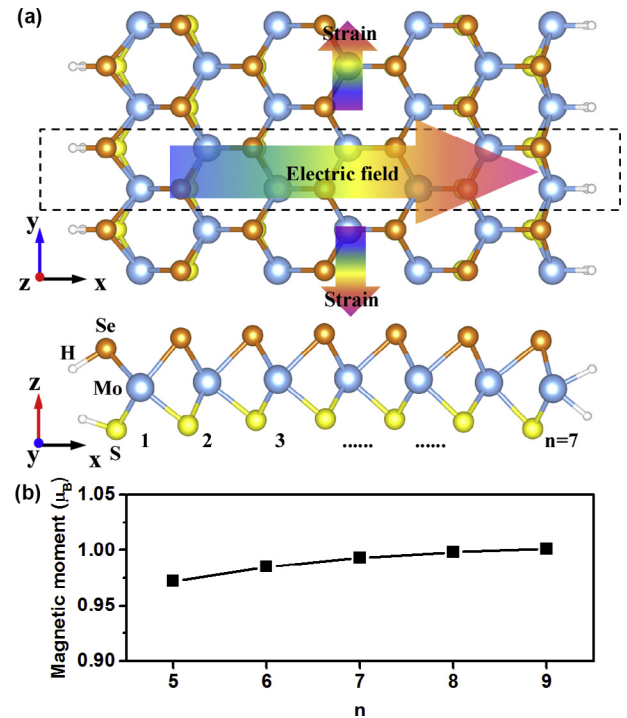 (a)
Strain
Electric field
y
z
x
Strain
Se
H
z
Mo
y
x
S
1
2
3
......
......
n=7
(b)
Magnetic moment (μB)
1.05
1.00
0.95
0.90
5
6
7
8
9
n